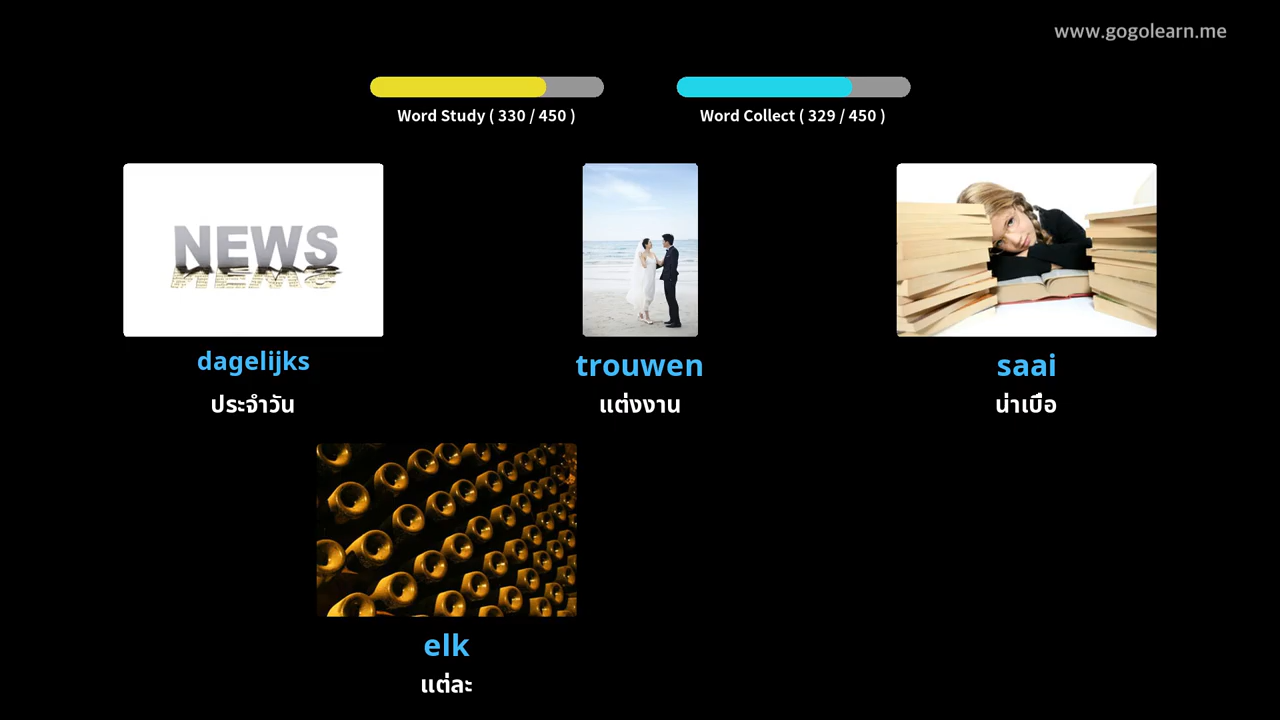 www.gogolearn.me
Word Study ( 330 / 450 )
Word Collect ( 329 / 450 )
NEWS
dagelijks
trouwen
saai
ประจำวัน
แต่งงาน
น่าเบื่อ
elk
แต่ละ